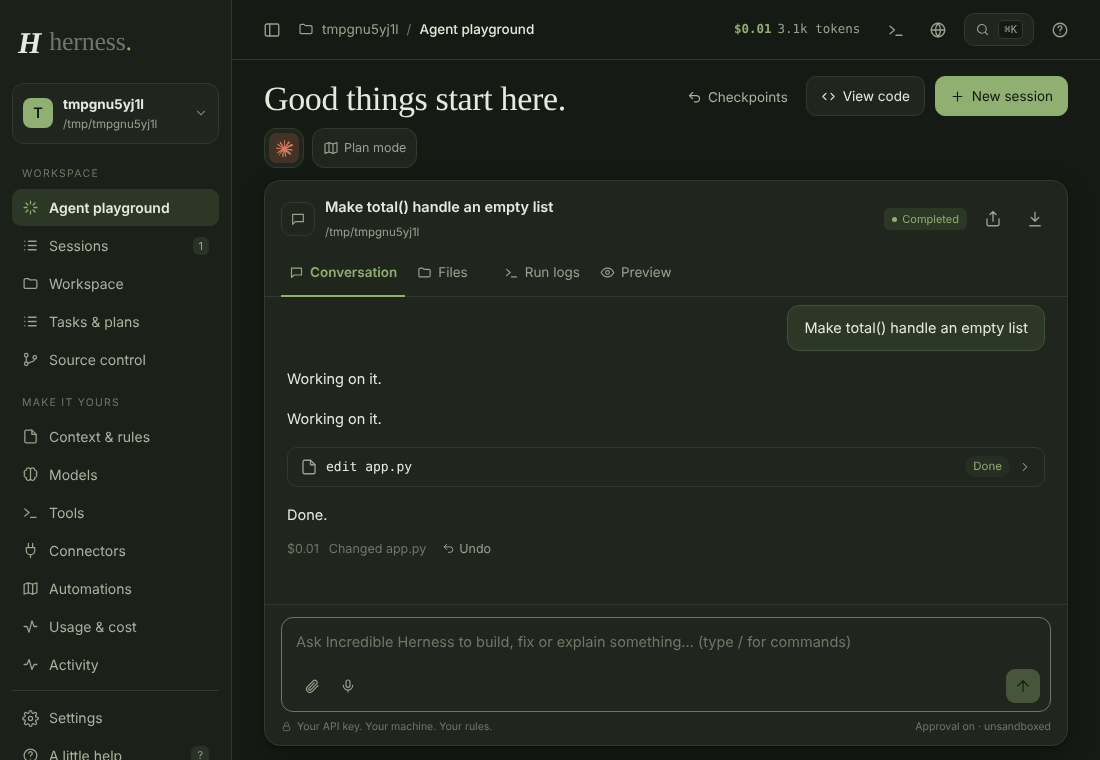 H herness.
T
tmpgnu5yj1l
/tmp/tmpgnu5yj1l
WORKSPACE
Agent playground
Sessions 1
Workspace
Tasks & plans
Source control
MAKE IT YOURS
Context & rules
Models
Tools
Connectors
Automations
Usage & cost
Activity
Settings
A little help ?
tmpgnu5yj1l / Agent playground
$0.01 3.1k tokens
⌘K
Good things start here.
Checkpoints
View code
New session
Plan mode
Make total() handle an empty list
/tmp/tmpgnu5yj1l
Completed
Conversation Files Run logs Preview
Make total() handle an empty list
Working on it.
Working on it.
edit app.py Done
Done.
$0.01 Changed app.py Undo
Ask Incredible Herness to build, fix or explain something... (type / for commands)
Your API key. Your machine. Your rules. Approval on · unsandboxed